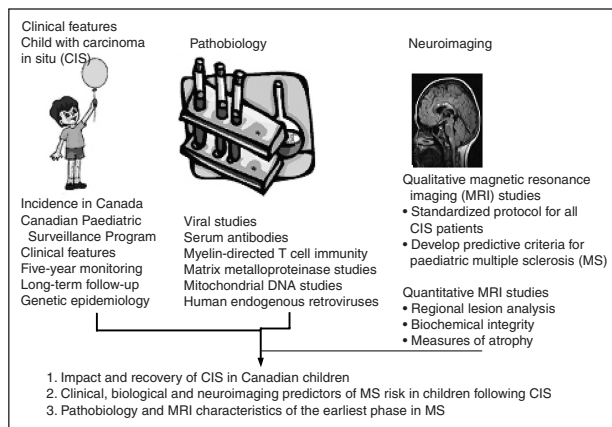 Clinical features
Child with carcinoma
in situ (CIS)
Incidence in Canada
Canadian Paediatric
Surveillance Program
Clinical features
Five-year monitoring
Long-term follow-up
Genetic epidemiology
Pathobiology
Viral studies
Serum antibodies
Myelin-directed T cell immunity
Matrix metalloproteinase studies
Mitochondrial DNA studies
Human endogenous retroviruses
Neuroimaging
Qualitative magnetic resonance
imaging (MRI) studies
• Standardized protocol for all
CIS patients
• Develop predictive criteria for
paediatric multiple sclerosis (MS)
Quantitative MRI studies
• Regional lesion analysis
• Biochemical integrity
• Measures of atrophy
1. Impact and recovery of CIS in Canadian children
2. Clinical, biological and neuroimaging predictors of MS risk in children following CIS
3. Pathobiology and MRI characteristics of the earliest phase in MS